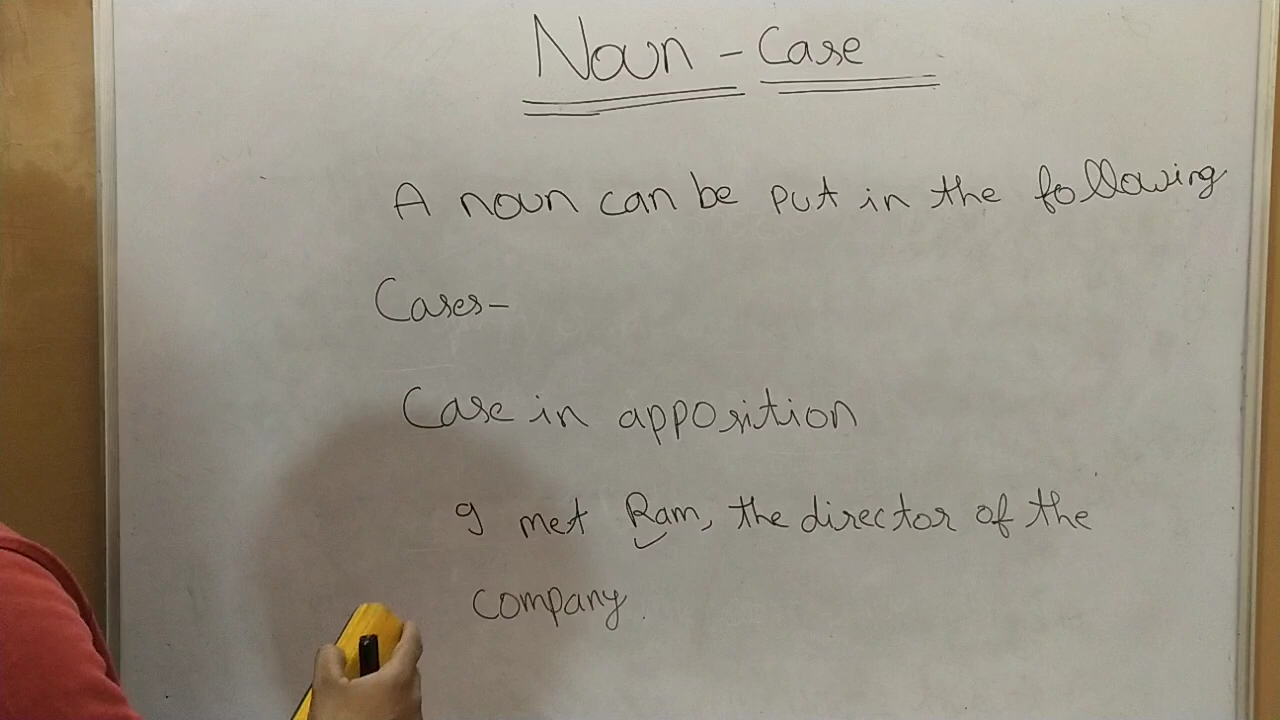 Noun - Case
A noun can be put in the following
Cases-
Case in apposition
I met Ram, the director of the
company.